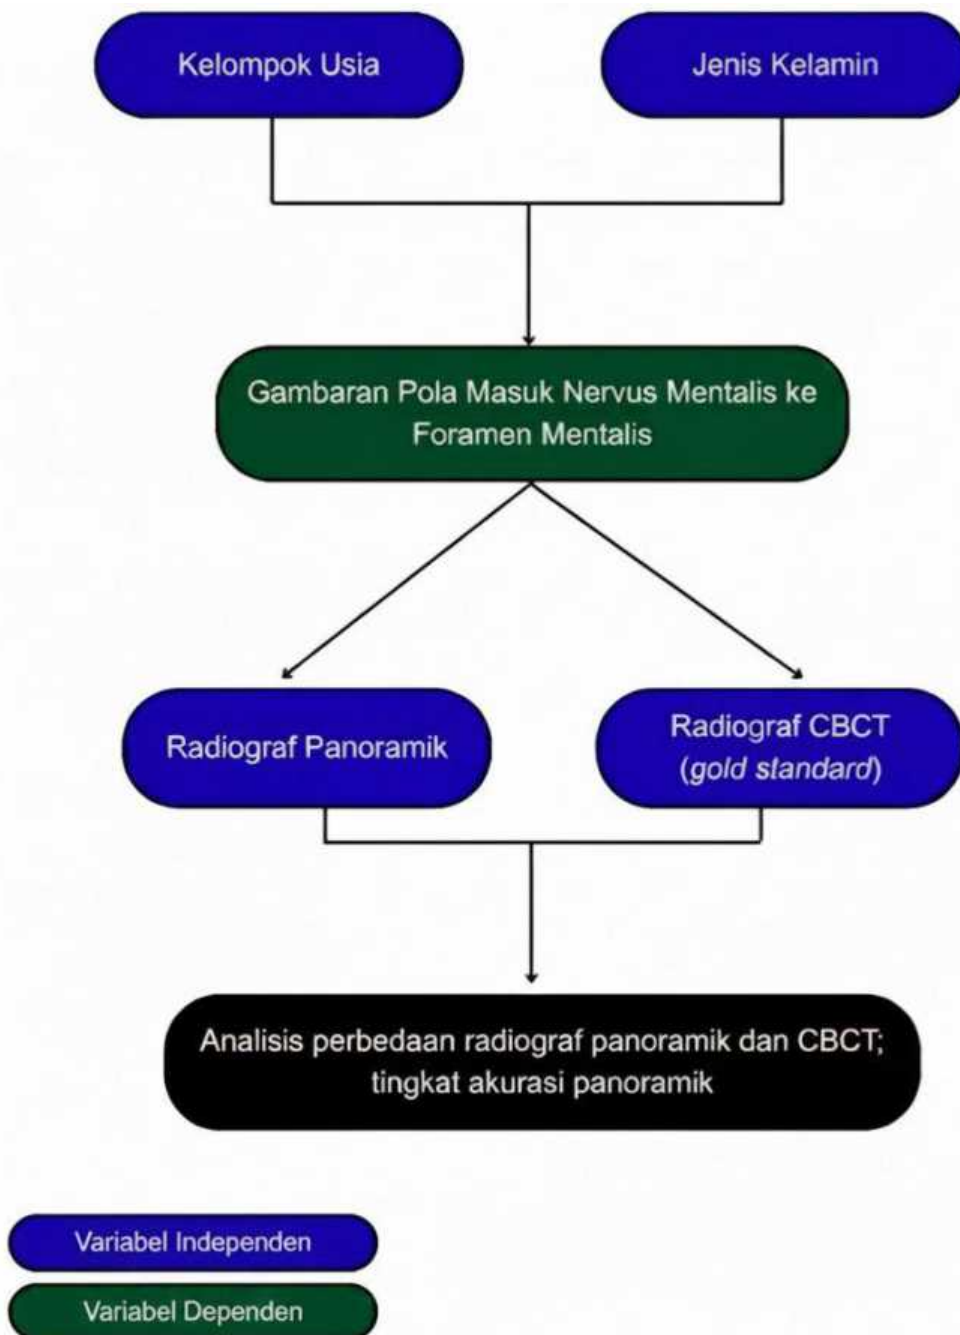 Kelompok Usia
Jenis Kelamin
Gambaran Pola Masuk Nervus Mentalis ke
Foramen Mentalis
Radiograf Panoramik
Radiograf CBCT
(gold standard)
Analisis perbedaan radiograf panoramik dan CBCT;
tingkat akurasi panoramik
Variabel Independen
Variabel Dependen